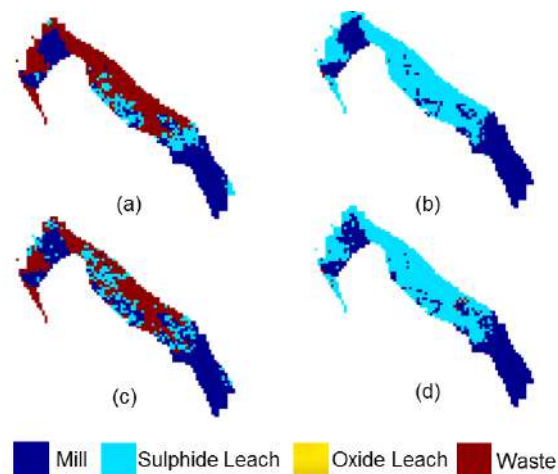 (a)
(b)
(c)
(d)
Mill
Sulphide Leach
Oxide Leach
Waste